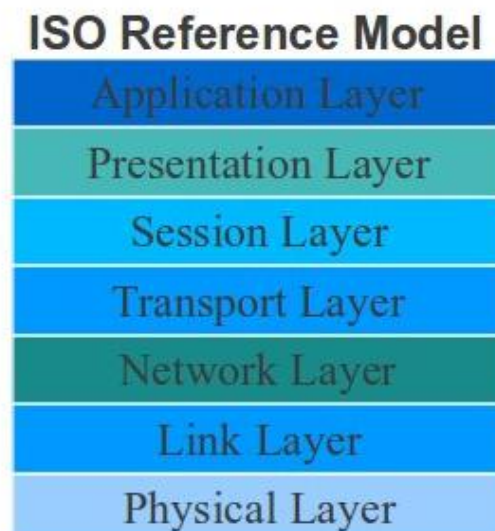 ISO Reference Model
Application Layer
Presentation Layer
Session Layer
Transport Layer
Network Layer
Link Layer
Physical Layer